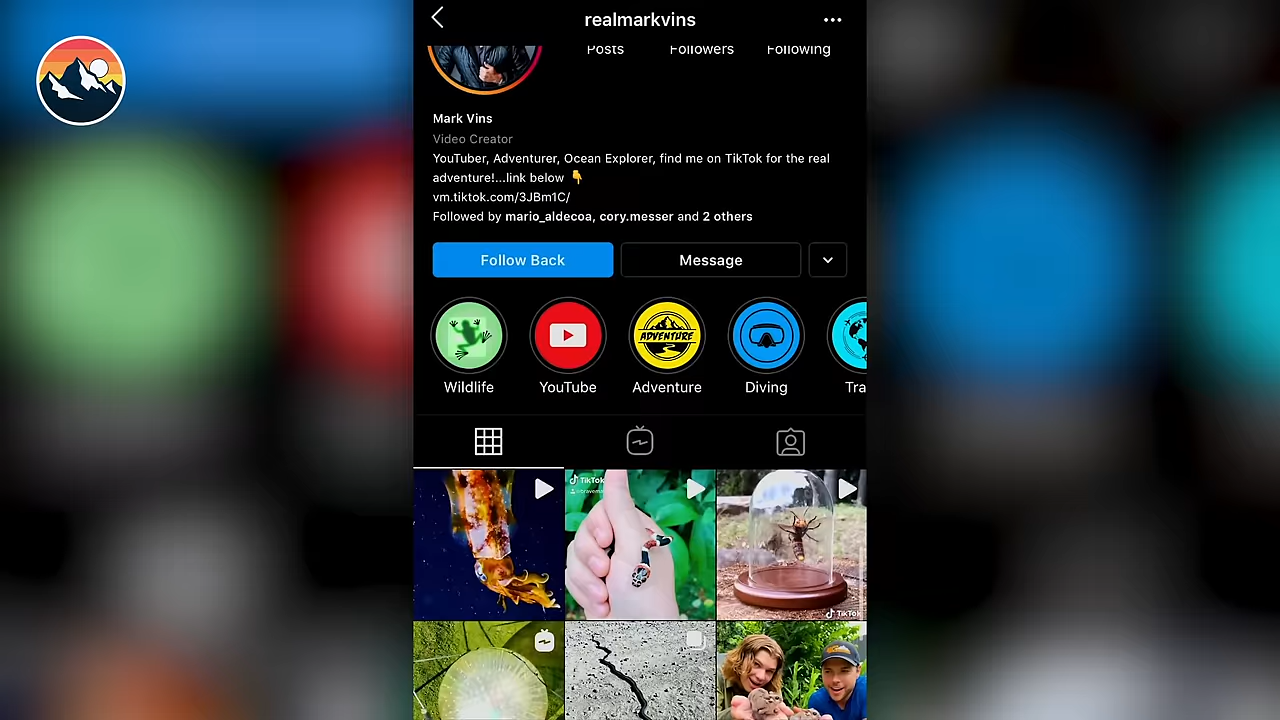 realmarkvins
Posts Followers Following
Mark Vins
Video Creator
YouTuber, Adventurer, Ocean Explorer, find me on TikTok for the real
adventure!...link below
vm.tiktok.com/3JBm1C/
Followed by mario_aldecoa, cory.messer and 2 others
Follow Back Message
ADVENTURE
Wildlife YouTube Adventure Diving Tra
TikTok
TikTok